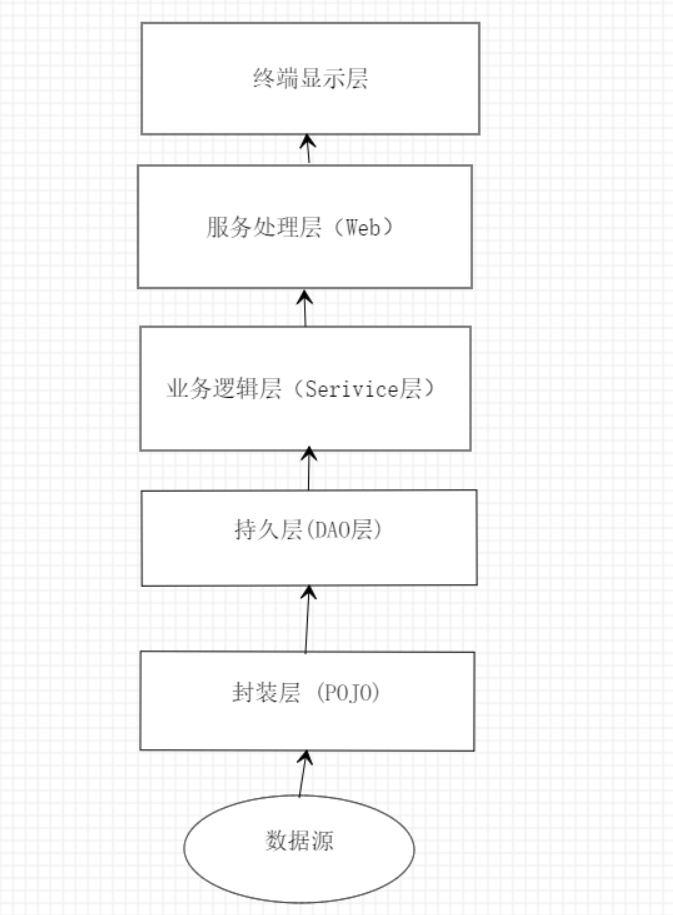 终端显示层
服务处理层（Web）
业务逻辑层（Serivice层）
持久层(DAO层)
封装层 (POJO)
数据源